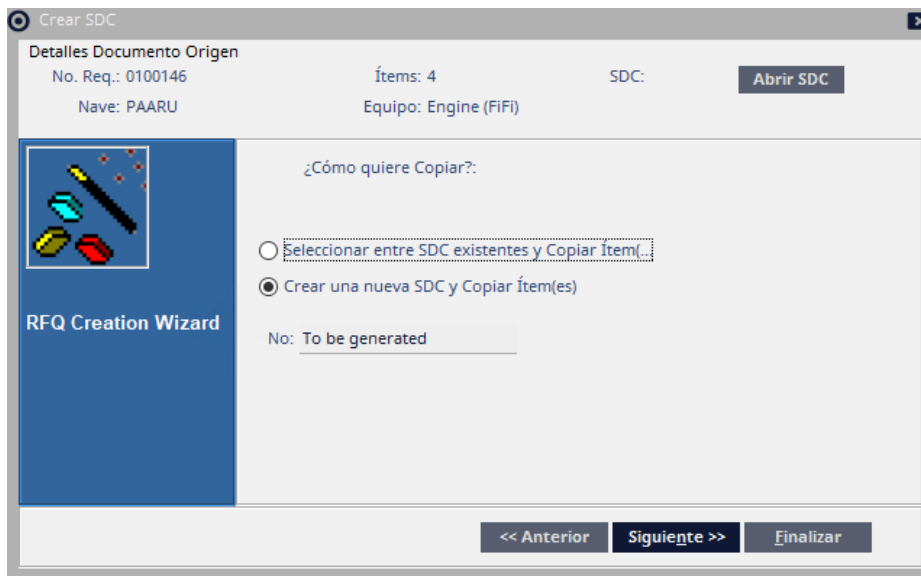 Crear SDC
Detalles Documento Origen
No. Req.: 0100146 Ítems: 4 SDC: Abrir SDC
Nave: PAARU Equipo: Engine (FiFi)
¿Cómo quiere Copiar?:
Seleccionar entre SDC existentes y Copiar Ítem(...
Crear una nueva SDC y Copiar Ítem(es)
RFQ Creation Wizard
No: To be generated
<< Anterior Siguiente >> Finalizar